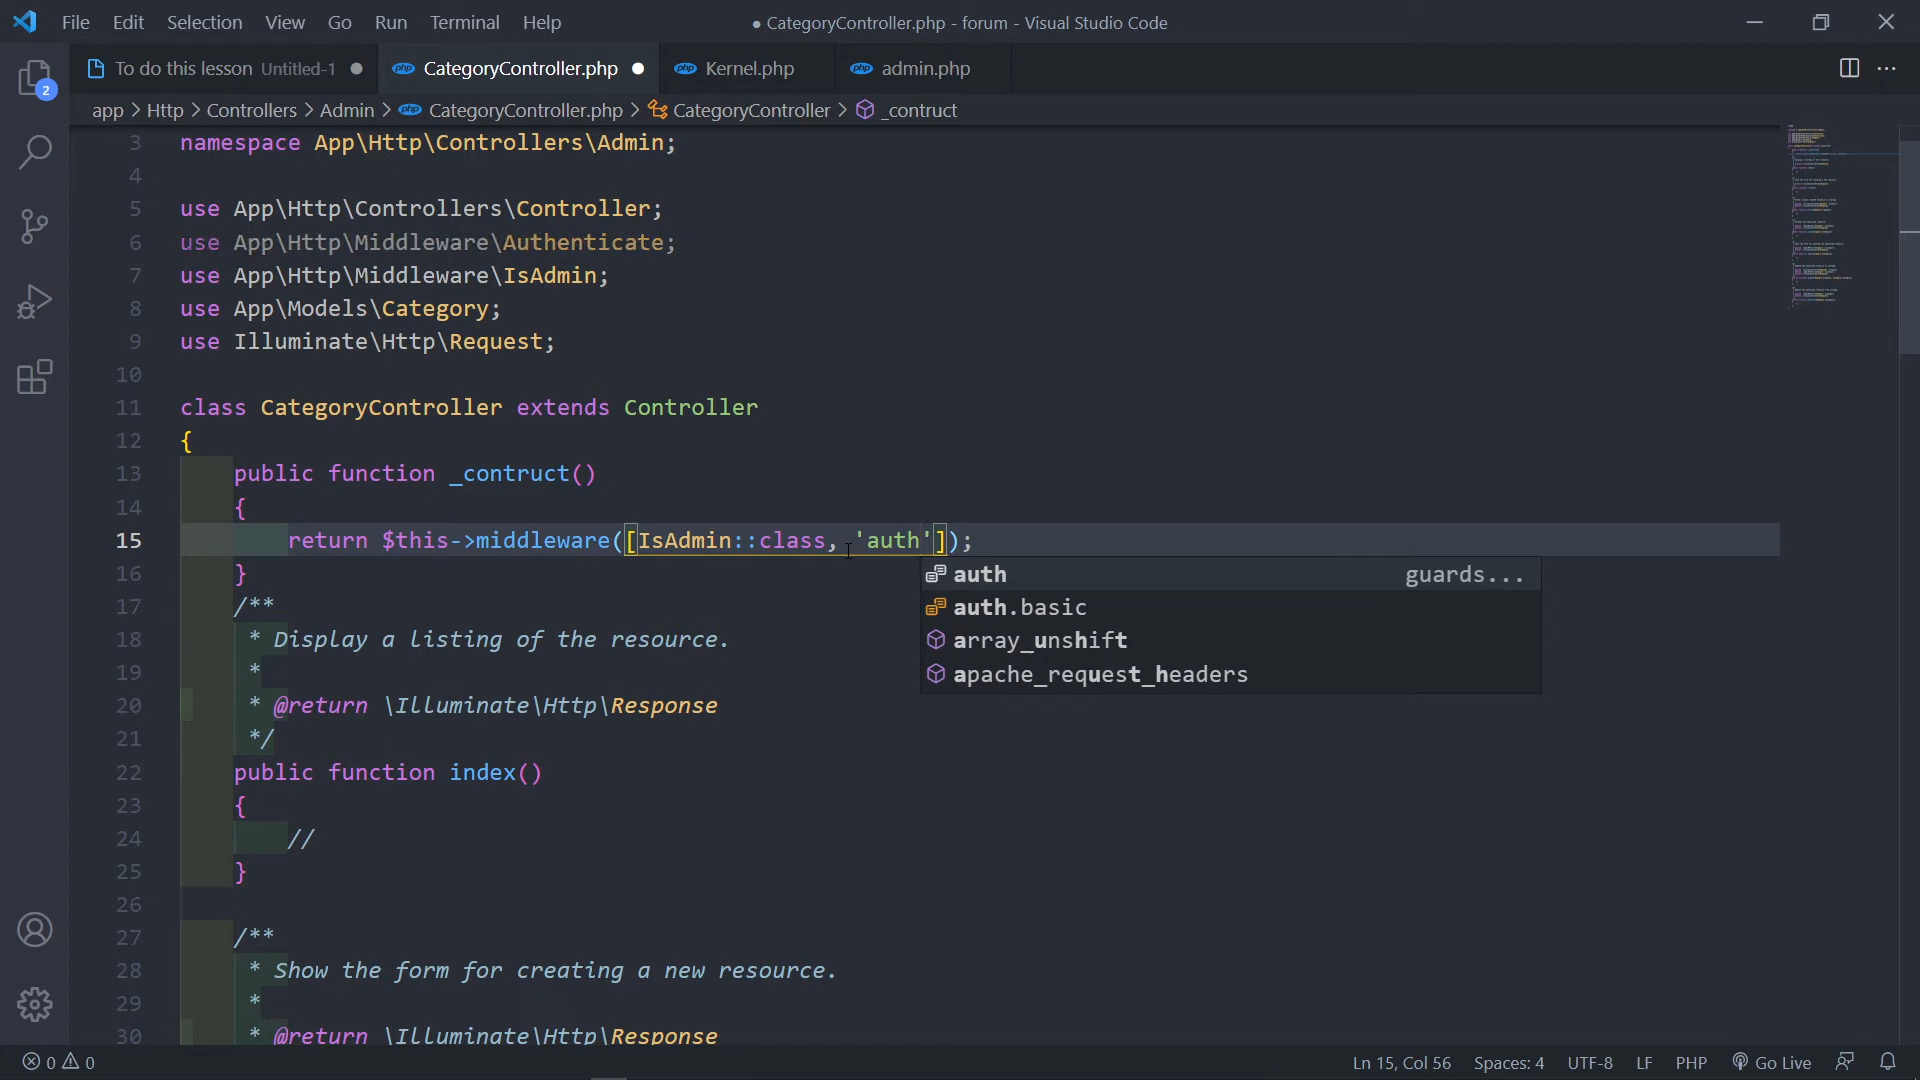 File Edit Selection View Go Run Terminal Help
● CategoryController.php - forum - Visual Studio Code
To do this lesson Untitled-1 ● CategoryController.php ● Kernel.php admin.php
app > Http > Controllers > Admin > CategoryController.php > CategoryController > _contruct
2
3 namespace App\Http\Controllers\Admin;
4
5 use App\Http\Controllers\Controller;
6 use App\Http\Middleware\Authenticate;
7 use App\Http\Middleware\IsAdmin;
8 use App\Models\Category;
9 use Illuminate\Http\Request;
10
11 class CategoryController extends Controller
12 {
13 public function _contruct()
14 {
15 return $this->middleware([IsAdmin::class, 'auth']);
16 }
auth guards...
auth.basic
array_unshift
apache_request_headers
17 /**
18 * Display a listing of the resource.
19 *
20 * @return \Illuminate\Http\Response
21 */
22 public function index()
23 {
24 //
25 }
26
27 /**
28 * Show the form for creating a new resource.
29 *
30 * @return \Illuminate\Http\Response
0 0 Ln 15, Col 56 Spaces: 4 UTF-8 LF PHP Go Live